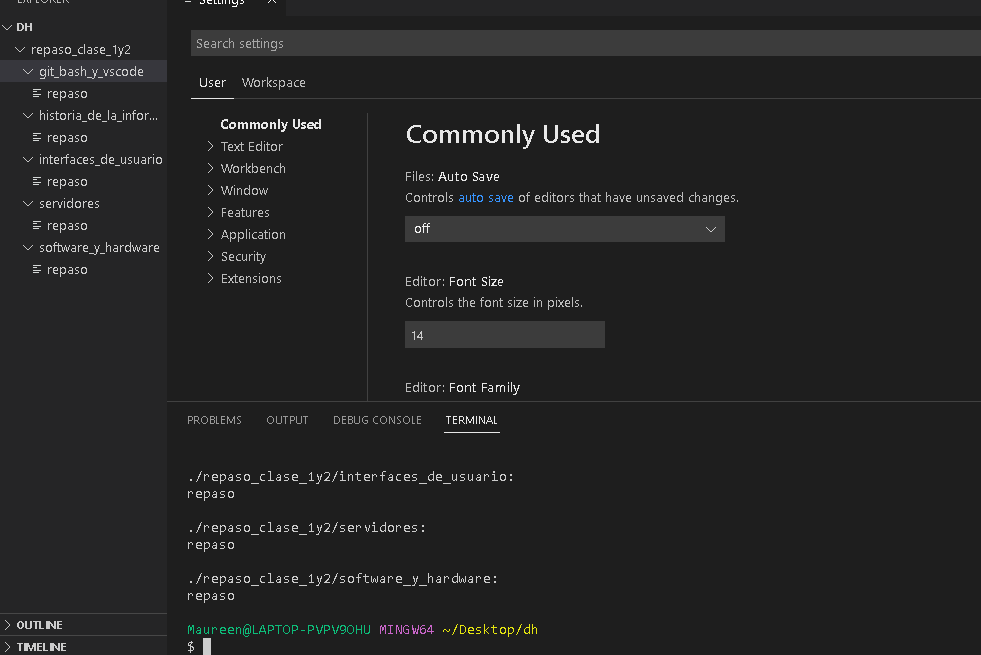 EXPLORER
DH
repaso_clase_1y2
git_bash_y_vscode
repaso
historia_de_la_infor...
repaso
interfaces_de_usuario
repaso
servidores
repaso
software_y_hardware
repaso
OUTLINE
TIMELINE
Settings
Search settings
User Workspace
Commonly Used
Text Editor
Workbench
Window
Features
Application
Security
Extensions
Commonly Used
Files: Auto Save
Controls auto save of editors that have unsaved changes.
off
Editor: Font Size
Controls the font size in pixels.
14
Editor: Font Family
PROBLEMS OUTPUT DEBUG CONSOLE TERMINAL
./repaso_clase_1y2/interfaces_de_usuario:
repaso
./repaso_clase_1y2/servidores:
repaso
./repaso_clase_1y2/software_y_hardware:
repaso
Maureen@LAPTOP-PVPV9OHU MINGW64 ~/Desktop/dh
$